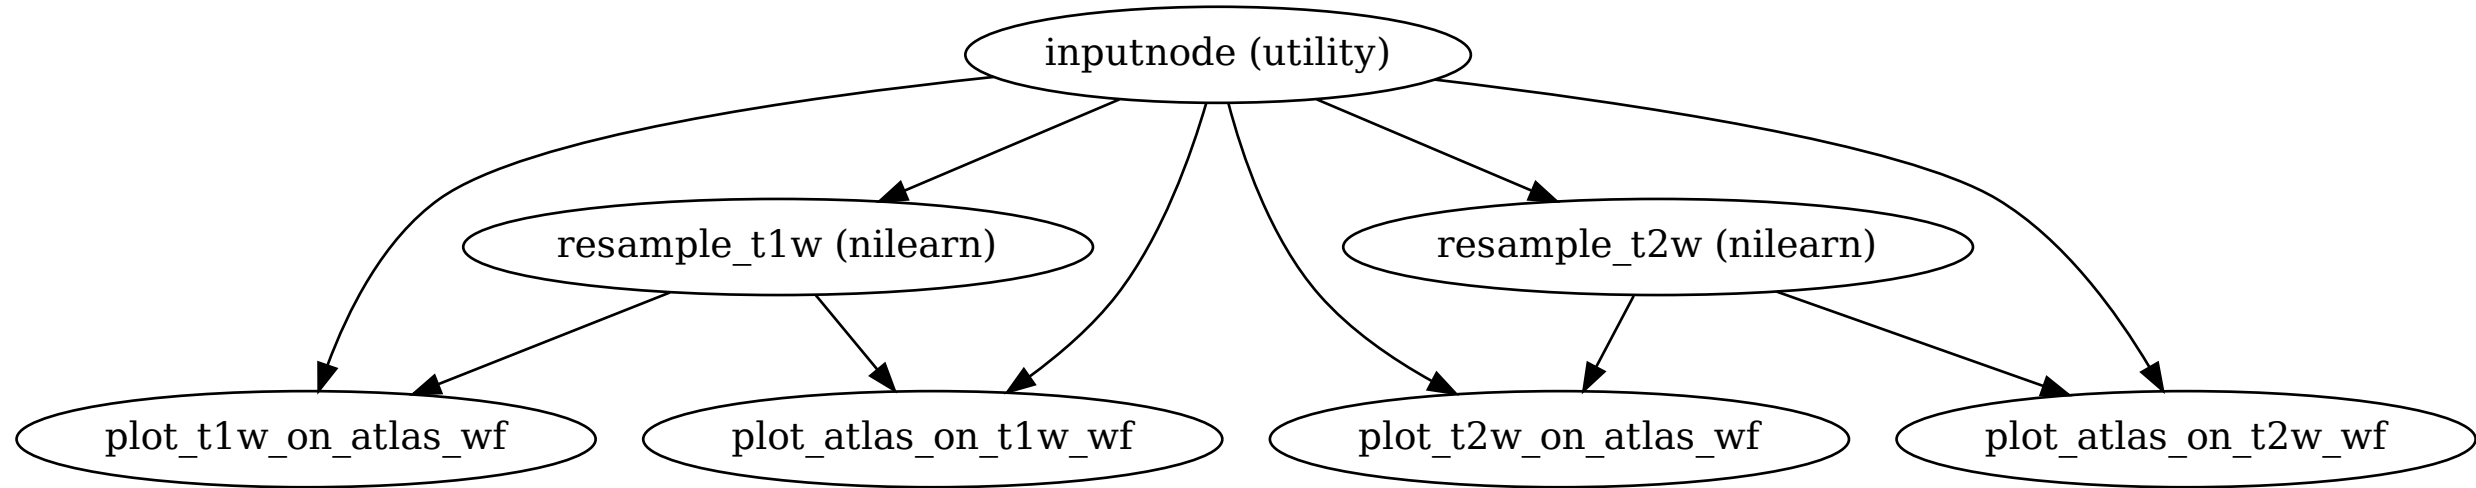 inputnode (utility)
resample_t1w (nilearn)
resample_t2w (nilearn)
plot_t1w_on_atlas_wf
plot_atlas_on_t1w_wf
plot_t2w_on_atlas_wf
plot_atlas_on_t2w_wf